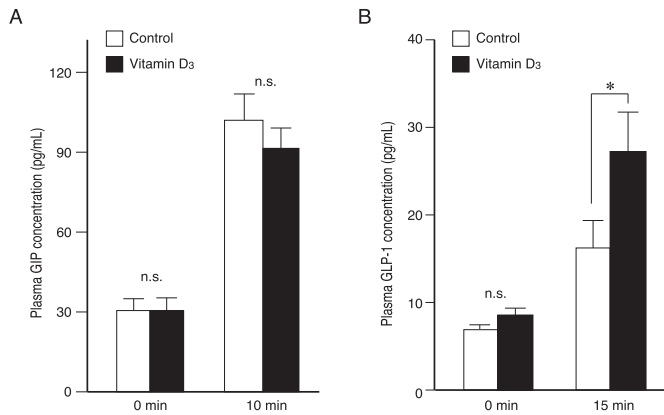 A
Control
Vitamin D3
Plasma GIP concentration (pg/mL)
120
90
60
30
0
n.s.
n.s.
0 min
10 min
B
Control
Vitamin D3
Plasma GLP-1 concentration (pg/mL)
40
30
20
10
0
n.s.
*
0 min
15 min